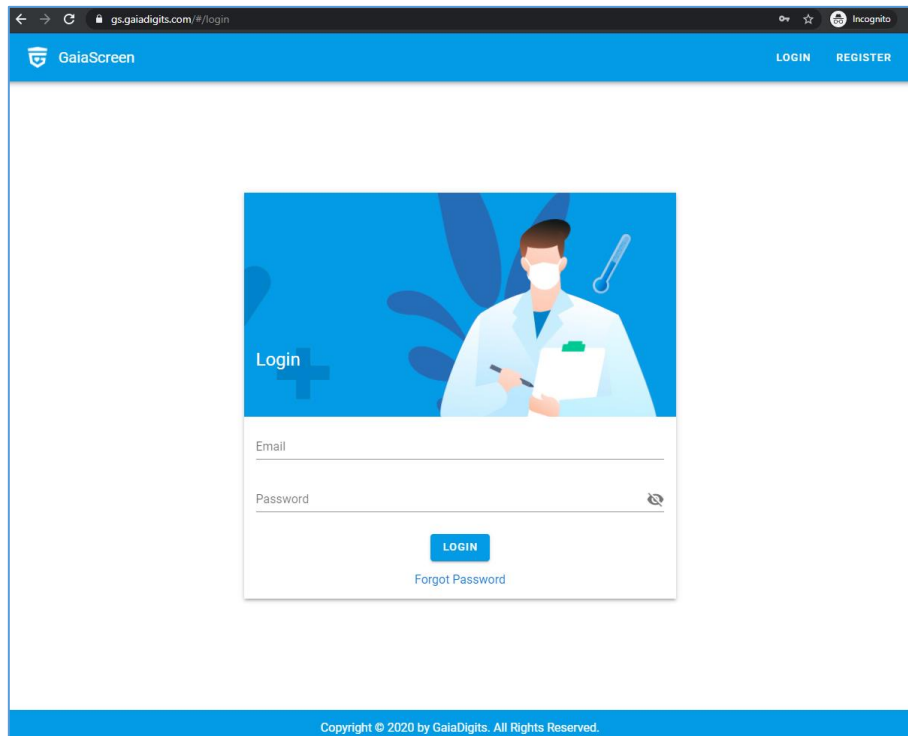 gs.gaiadigits.com/#/login
Incognito
GaiaScreen
LOGIN REGISTER
Login
Email
Password
LOGIN
Forgot Password
Copyright © 2020 by GaiaDigits. All Rights Reserved.